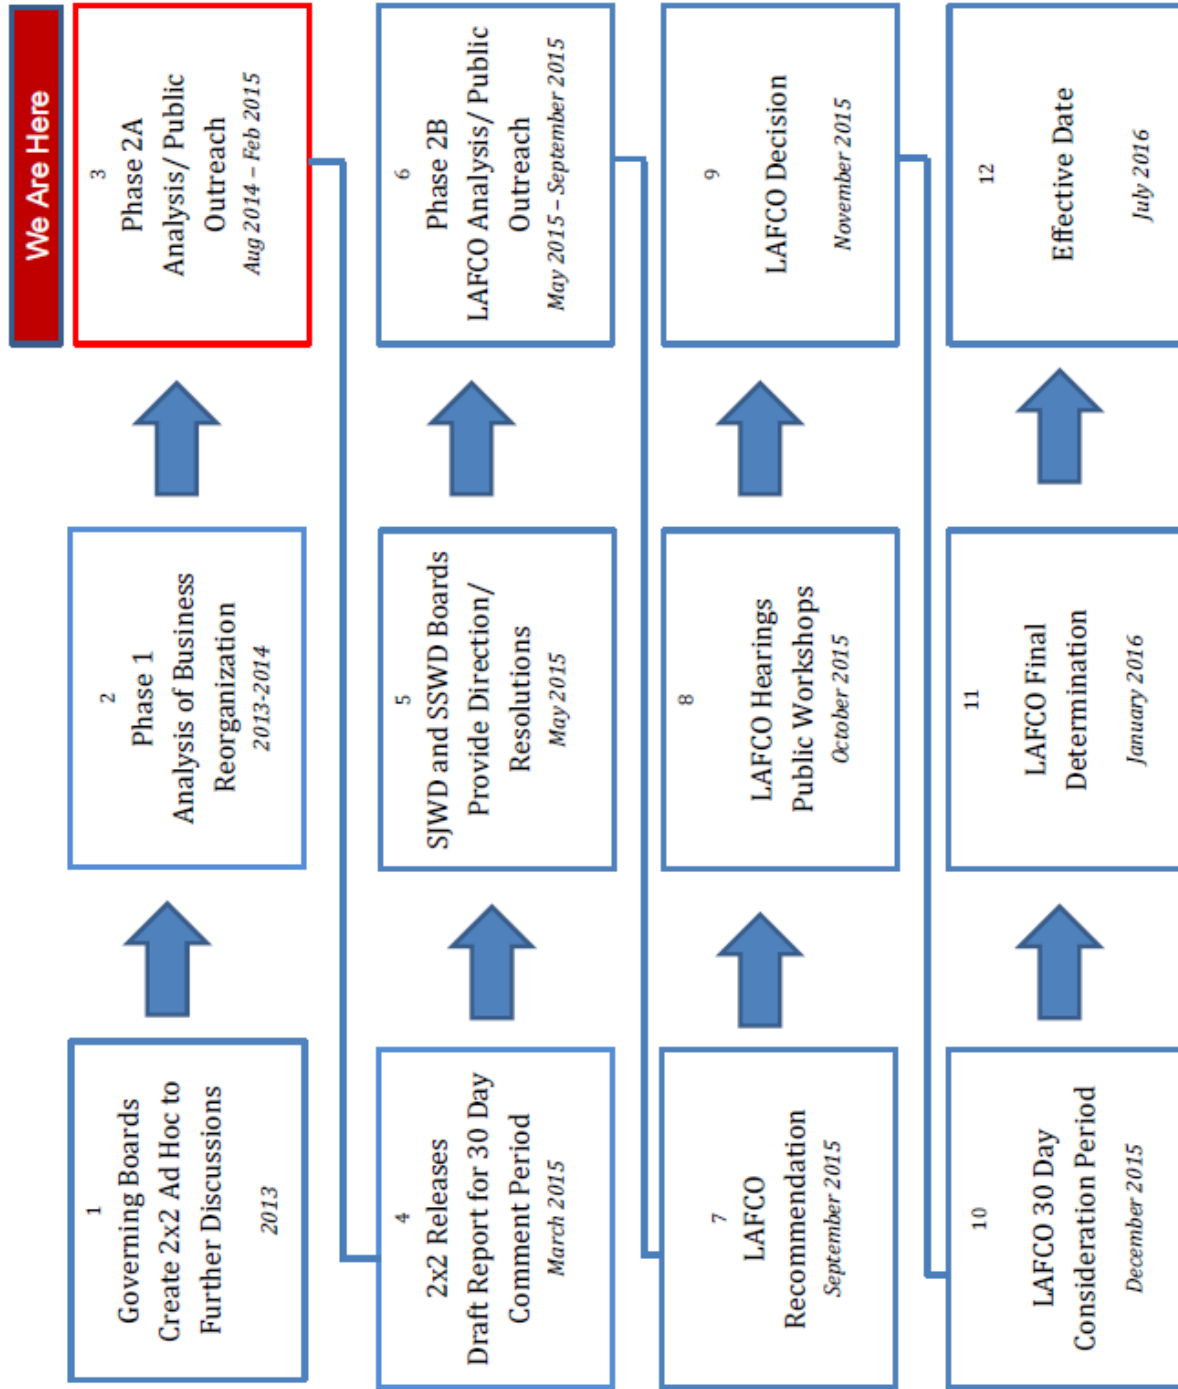 We Are Here
1
Governing Boards
Create 2x2 Ad Hoc to
Further Discussions
2013
2
Phase 1
Analysis of Business
Reorganization
2013-2014
3
Phase 2A
Analysis/ Public
Outreach
Aug 2014 – Feb 2015
4
2x2 Releases
Draft Report for 30 Day
Comment Period
March 2015
5
SJWD and SSWD Boards
Provide Direction/
Resolutions
May 2015
6
Phase 2B
LAFCO Analysis/ Public
Outreach
May 2015 – September 2015
7
LAFCO
Recommendation
September 2015
8
LAFCO Hearings
Public Workshops
October 2015
9
LAFCO Decision
November 2015
10
LAFCO 30 Day
Consideration Period
December 2015
11
LAFCO Final
Determination
January 2016
12
Effective Date
July 2016